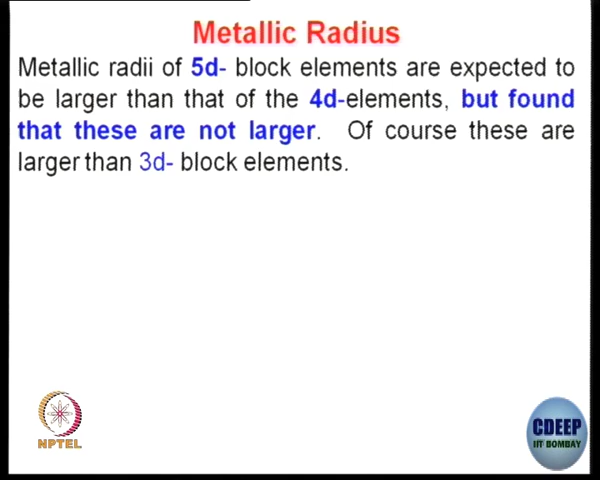 Metallic Radius
Metallic radii of 5d- block elements are expected to
be larger than that of the 4d-elements, but found
that these are not larger. Of course these are
larger than 3d- block elements.
NPTEL
CDEEP
IIT BOMBAY